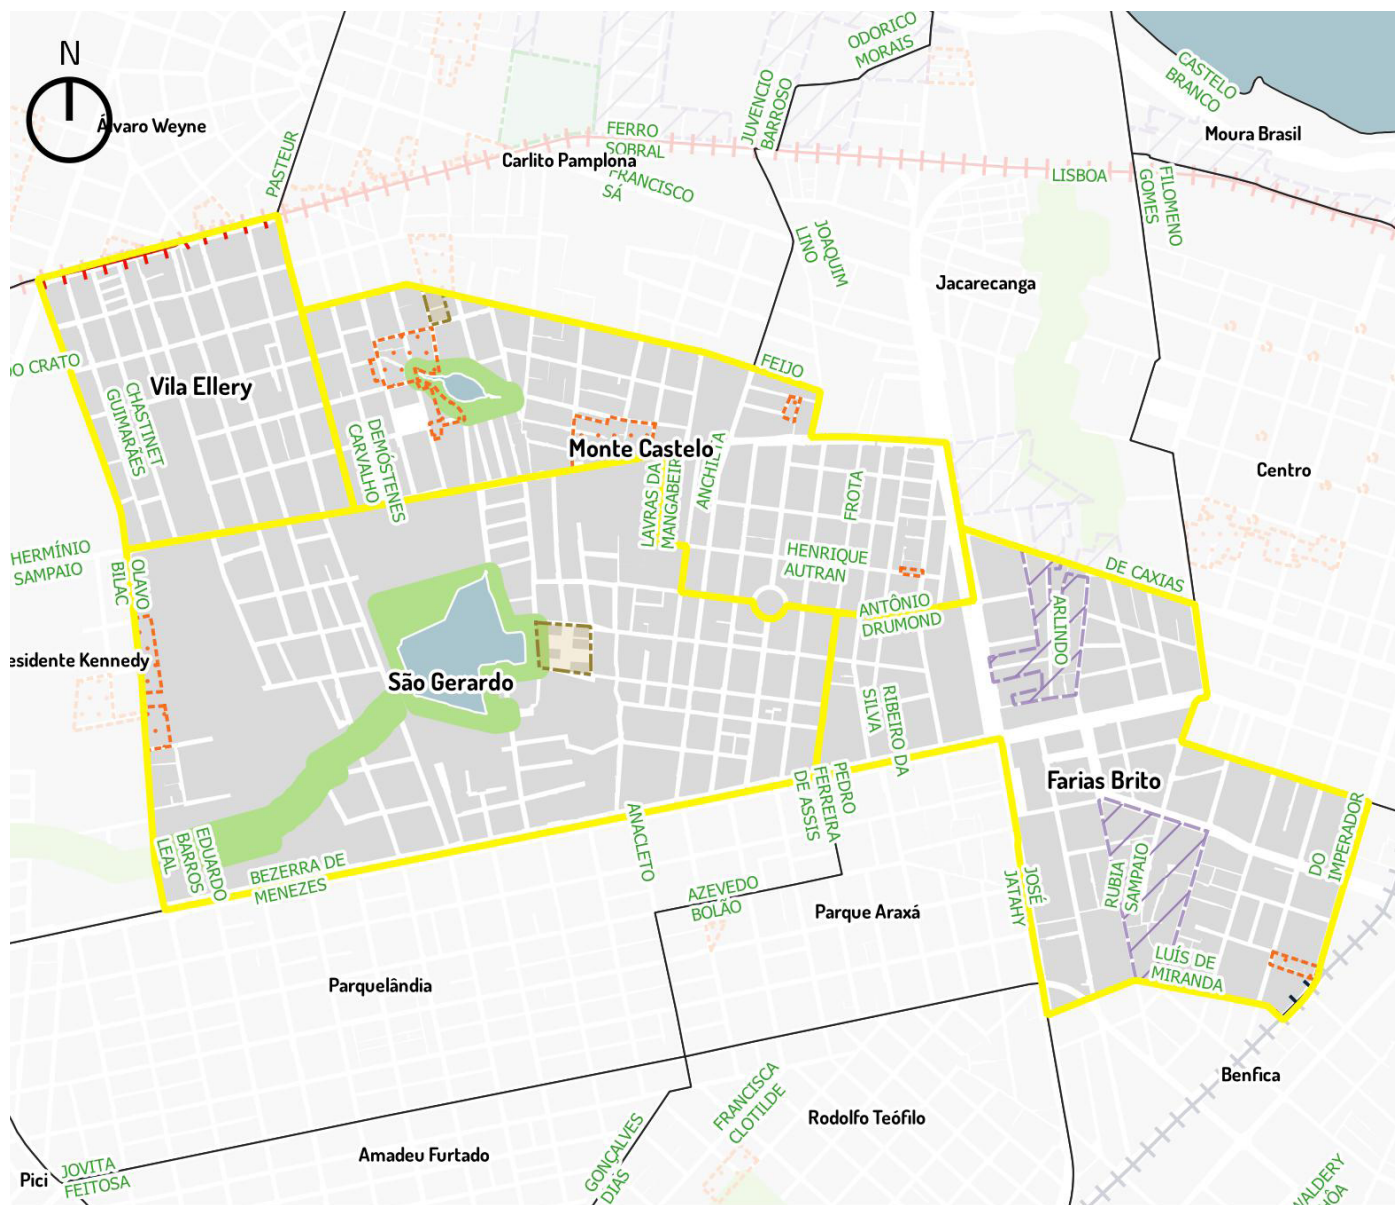 N
ODORICO
MORAIS
CASTELO
BRANCO
JUVENCIO
BARROSO
Álvaro Weyne
FERRO
SOBRAL
Moura Brasil
PASTEUR
Carlito Pamplona
FRANCISCO
SÁ
LISBOA
FILOMENO
GOMES
JOAQUIM
LINO
Jacarecanga
DO CRATO
FEIJO
Vila Ellery
CHASTINET
GUIMARÃES
DEMÓSTENES
CARVALHO
Monte Castelo
LAVRAS DA
MANGABEIRA
ANCHIETA
FROTA
Centro
HERMÍNIO
SAMPAIO
OLAVO
BILAC
HENRIQUE
AUTRAN
DE CAXIAS
ANTÔNIO
DRUMOND
ARLINDO
esidente Kennedy
São Gerardo
RIBEIRO DA
SILVA
Farias Brito
PEDRO
FERREIRA
DE ASSIS
ANACLETO
DO
IMPERADOR
EDUARDO
BARROS
LEAL
BEZERRA DE
MENEZES
RUBIA
SAMPAIO
JOSÉ
JATAHY
AZEVEDO
BOLÃO
Parque Araxá
LUÍS DE
MIRANDA
Parquelândia
Benfica
FRANCISCA
CLOTILDE
Rodolfo Teófilo
GONÇALVES
DIAS
Amadeu Furtado
Pici
JOVITA
FEITOSA